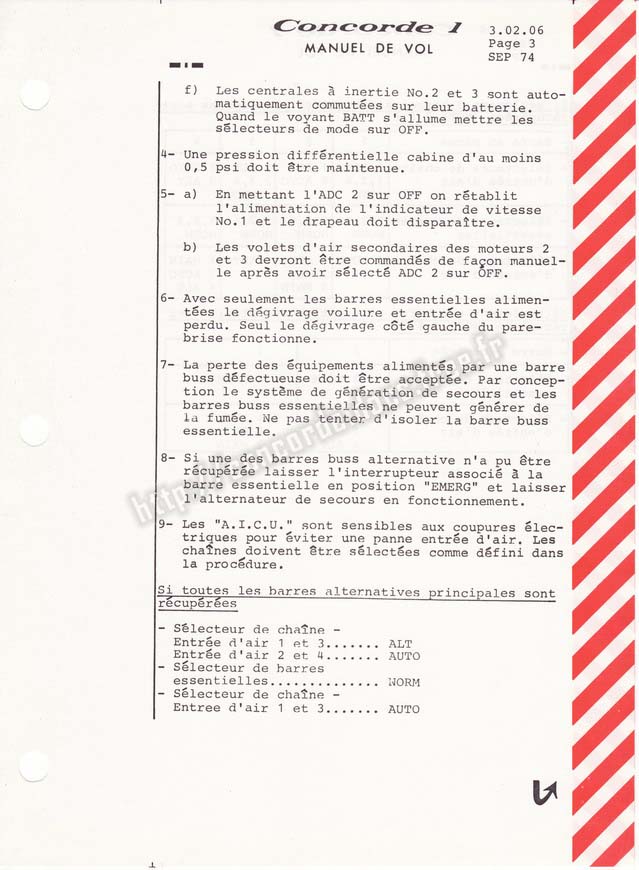 Concorde 1
MANUEL DE VOL
3.02.06
Page 3
SEP 74
f) Les centrales à inertie No.2 et 3 sont auto-
matiquement commutées sur leur batterie.
Quand le voyant BATT s'allume mettre les
sélecteurs de mode sur OFF.
4- Une pression différentielle cabine d'au moins
0,5 psi doit être maintenue.
5- a) En mettant l'ADC 2 sur OFF on rétablit
l'alimentation de l'indicateur de vitesse
No.1 et le drapeau doit disparaître.
b) Les volets d'air secondaires des moteurs 2
et 3 devront être commandés de façon manuel-
le après avoir sélecté ADC 2 sur OFF.
6- Avec seulement les barres essentielles alimen-
tées le dégivrage voilure et entrée d'air est
perdu. Seul le dégivrage côté gauche du pare-
brise fonctionne.
7- La perte des équipements alimentés par une barre
buss défectueuse doit être acceptée. Par concep-
tion le système de génération de secours et les
barres buss essentielles ne peuvent générer de
la fumée. Ne pas tenter d'isoler la barre buss
essentielle.
8- Si une des barres buss alternative n'a pu être
récupérée laisser l'interrupteur associé à la
barre essentielle en position "EMERG" et laisser
l'alternateur de secours en fonctionnement.
9- Les "A.I.C.U." sont sensibles aux coupures élec-
triques pour éviter une panne entrée d'air. Les
chaînes doivent être sélectées comme défini dans
la procédure.
Si toutes les barres alternatives principales sont
récupérées
- Sélecteur de chaîne -
Entrée d'air 1 et 3....... ALT
Entrée d'air 2 et 4....... AUTO
- Sélecteur de barres
essentielles.............. NORM
- Sélecteur de chaîne -
Entree d'air 1 et 3....... AUTO